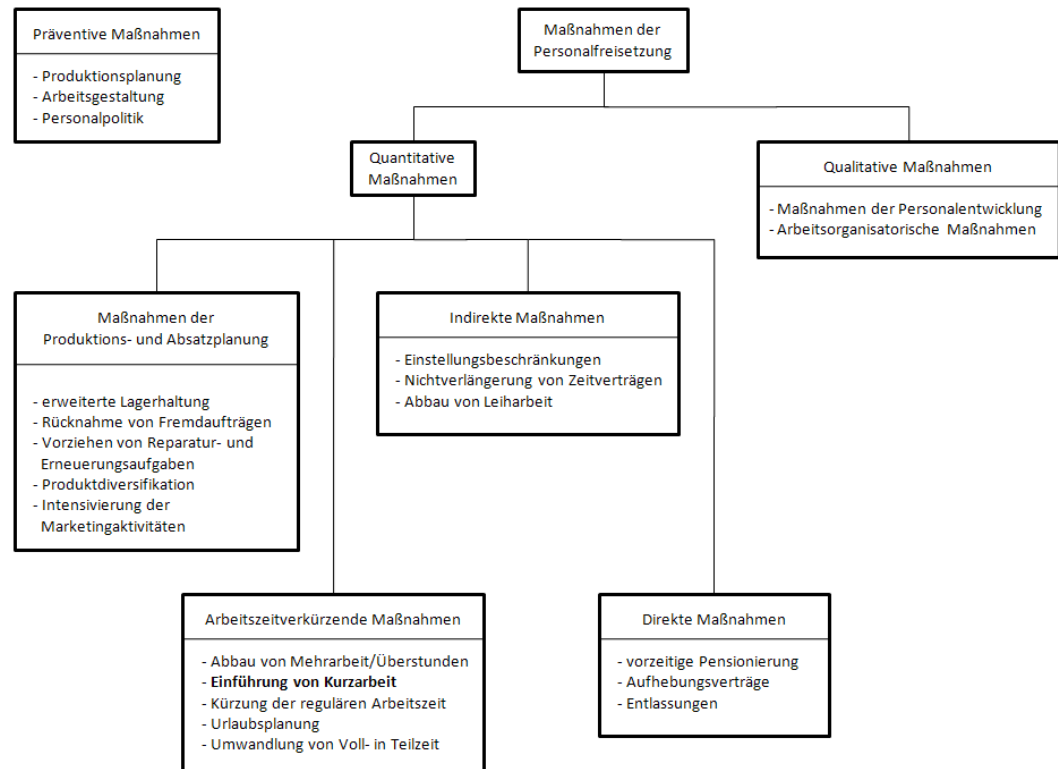 Präventive Maßnahmen
- Produktionsplanung
- Arbeitsgestaltung
- Personalpolitik
Maßnahmen der
Personalfreisetzung
Quantitative
Maßnahmen
Qualitative Maßnahmen
- Maßnahmen der Personalentwicklung
- Arbeitsorganisatorische Maßnahmen
Maßnahmen der
Produktions- und Absatzplanung
- erweiterte Lagerhaltung
- Rücknahme von Fremdaufträgen
- Vorziehen von Reparatur- und
Erneuerungsaufgaben
- Produktdiversifikation
- Intensivierung der
Marketingaktivitäten
Indirekte Maßnahmen
- Einstellungsbeschränkungen
- Nichtverlängerung von Zeitverträgen
- Abbau von Leiharbeit
Arbeitszeitverkürzende Maßnahmen
- Abbau von Mehrarbeit/Überstunden
- Einführung von Kurzarbeit
- Kürzung der regulären Arbeitszeit
- Urlaubsplanung
- Umwandlung von Voll- in Teilzeit
Direkte Maßnahmen
- vorzeitige Pensionierung
- Aufhebungsverträge
- Entlassungen